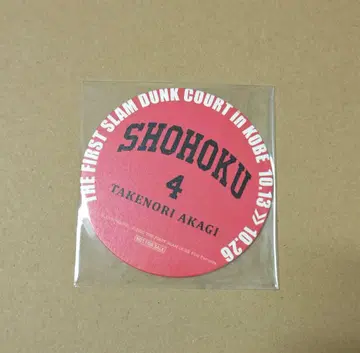 THE FIRST SLAM DUNK COURT in KOBE 10.13 >> 10.26
SHOHOKU
4
TAKENORI AKAGI